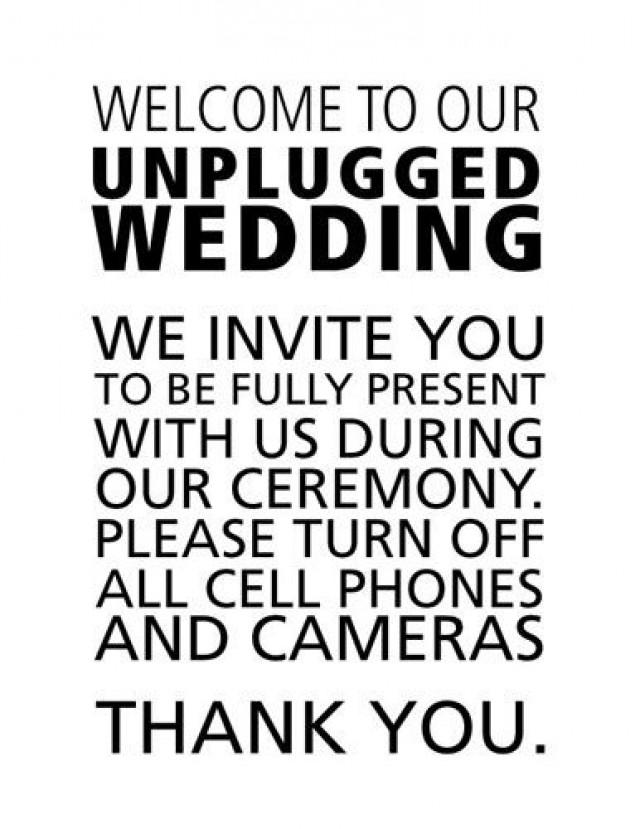 WELCOME TO OUR
UNPLUGGED
WEDDING
WE INVITE YOU
TO BE FULLY PRESENT
WITH US DURING
OUR CEREMONY.
PLEASE TURN OFF
ALL CELL PHONES
AND CAMERAS
THANK YOU.